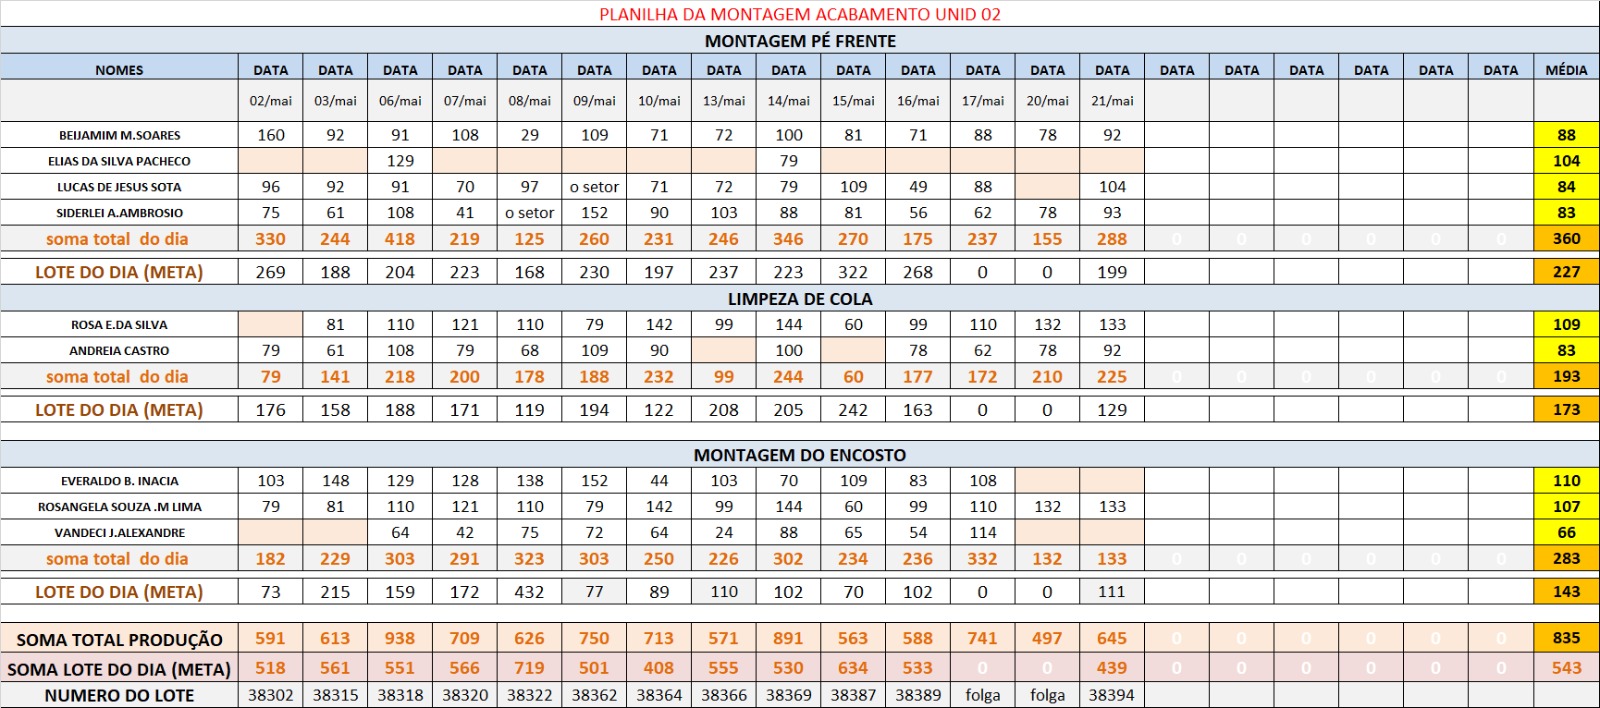 PLANILHA DA MONTAGEM ACABAMENTO UNID 02
MONTAGEM PÉ FRENTE
NOMES DATA DATA DATA DATA DATA DATA DATA DATA DATA DATA DATA DATA DATA DATA DATA DATA DATA DATA DATA DATA MÉDIA
02/mai 03/mai 06/mai 07/mai 08/mai 09/mai 10/mai 13/mai 14/mai 15/mai 16/mai 17/mai 20/mai 21/mai
BEIJAMIM M.SOARES 160 92 91 108 29 109 71 72 100 81 71 88 78 92 88
ELIAS DA SILVA PACHECO 129 79 104
LUCAS DE JESUS SOTA 96 92 91 70 97 o setor 71 72 79 109 49 88 104 84
SIDERLEI A.AMBROSIO 75 61 108 41 o setor 152 90 103 88 81 56 62 78 93 83
soma total do dia 330 244 418 219 125 260 231 246 346 270 175 237 155 288 0 0 0 0 0 0 360
LOTE DO DIA (META) 269 188 204 223 168 230 197 237 223 322 268 0 0 199 227
LIMPEZA DE COLA
ROSA E.DA SILVA 81 110 121 110 79 142 99 144 60 99 110 132 133 109
ANDREIA CASTRO 79 61 108 79 68 109 90 100 78 62 78 92 83
soma total do dia 79 141 218 200 178 188 232 99 244 60 177 172 210 225 0 0 0 0 0 0 193
LOTE DO DIA (META) 176 158 188 171 119 194 122 208 205 242 163 0 0 129 173
MONTAGEM DO ENCOSTO
EVERALDO B. INACIA 103 148 129 128 138 152 44 103 70 109 83 108 110
ROSANGELA SOUZA .M LIMA 79 81 110 121 110 79 142 99 144 60 99 110 132 133 107
VANDECI J.ALEXANDRE 64 42 75 72 64 24 88 65 54 114 66
soma total do dia 182 229 303 291 323 303 250 226 302 234 236 332 132 133 0 0 0 0 0 0 283
LOTE DO DIA (META) 73 215 159 172 432 77 89 110 102 70 102 0 0 111 143
SOMA TOTAL PRODUÇÃO 591 613 938 709 626 750 713 571 891 563 588 741 497 645 0 0 0 0 0 0 835
SOMA LOTE DO DIA (META) 518 561 551 566 719 501 408 555 530 634 533 0 0 439 0 0 0 0 0 0 543
NUMERO DO LOTE 38302 38315 38318 38320 38322 38362 38364 38366 38369 38387 38389 folga folga 38394